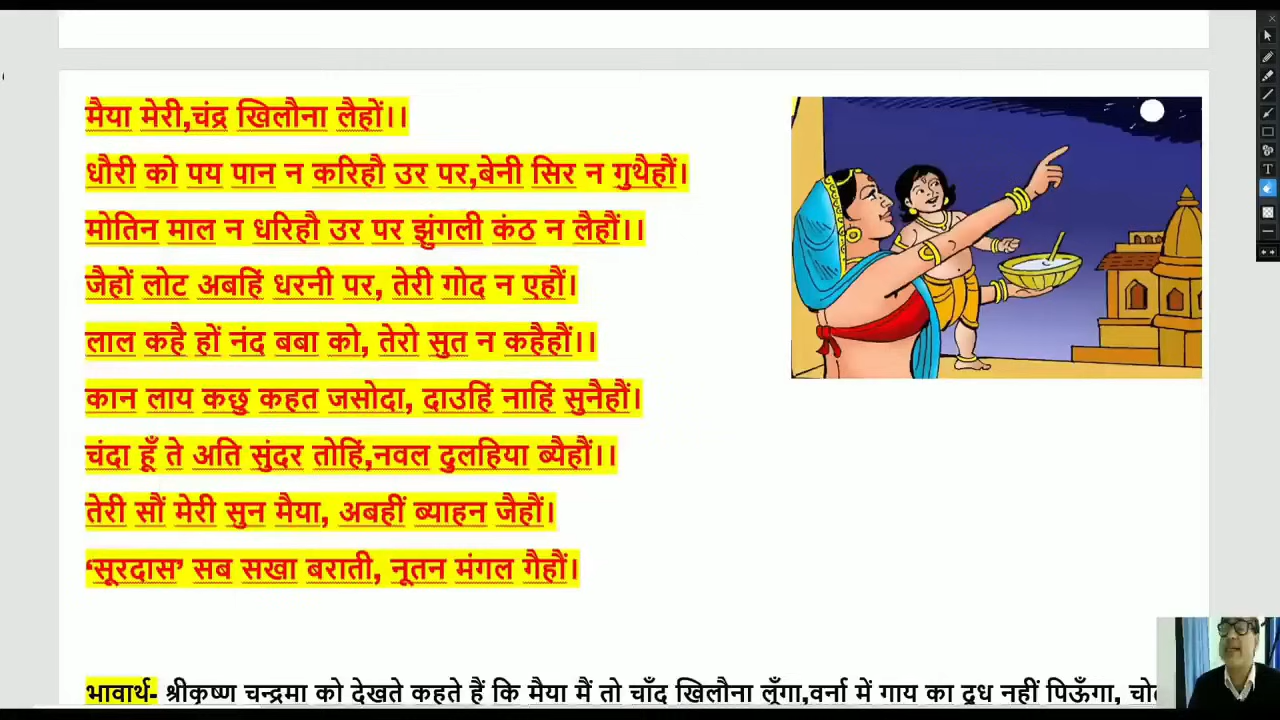 मैया मेरी,चंद्र खिलौना लैहों।।
धौरी को पय पान न करिहौ उर पर,बेनी सिर न गुथैहौं।
मोतिन माल न धरिहौ उर पर झुंगली कंठ न लैहौं।।
जैहों लोट अबहिं धरनी पर, तेरी गोद न एहौं।
लाल कहै हों नंद बबा को, तेरो सुत न कहैहौं।।
कान लाय कछु कहत जसोदा, दाउहिं नाहिं सुनैहौं।
चंदा हूँ ते अति सुंदर तोहिं,नवल दुलहिया ब्यैहौं।।
तेरी सौं मेरी सुन मैया, अबहीं ब्याहन जैहौं।
‘सूरदास’ सब सखा बराती, नूतन मंगल गैहौं।
भावार्थ- श्रीकृष्ण चन्द्रमा को देखते कहते हैं कि मैया मैं तो चाँद खिलौना लूँगा,वर्ना में गाय का दूध नहीं पिऊँगा,